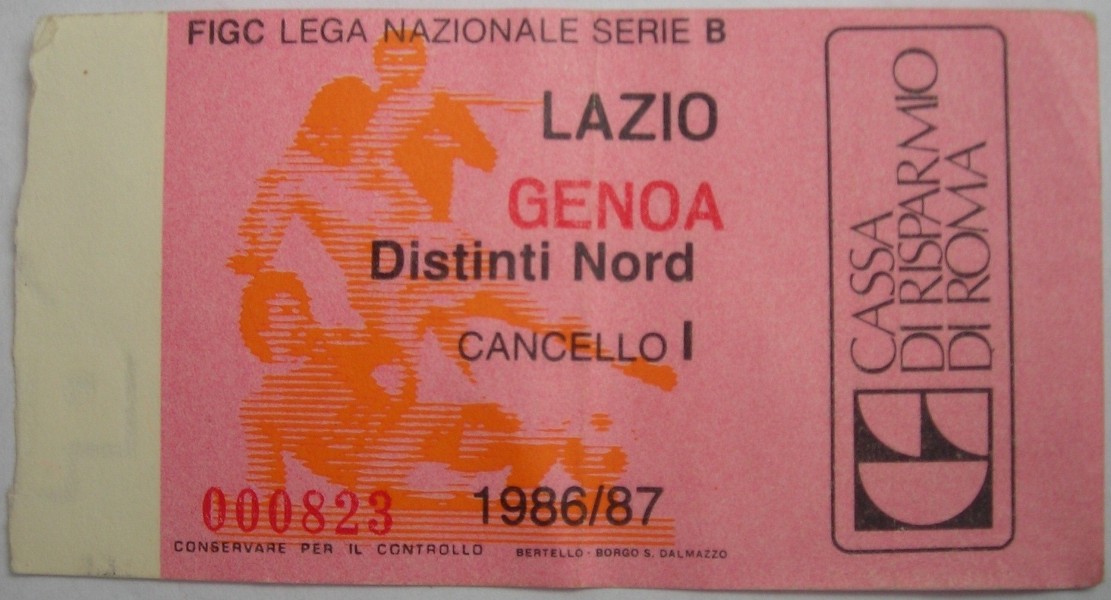 FIGC LEGA NAZIONALE SERIE B
LAZIO
GENOA
Distinti Nord
CANCELLO I
000823
1986/87
CONSERVARE PER IL CONTROLLO
BERTELLO - BORGO S. DALMAZZO
CASSA
DI RISPARMIO
DI ROMA